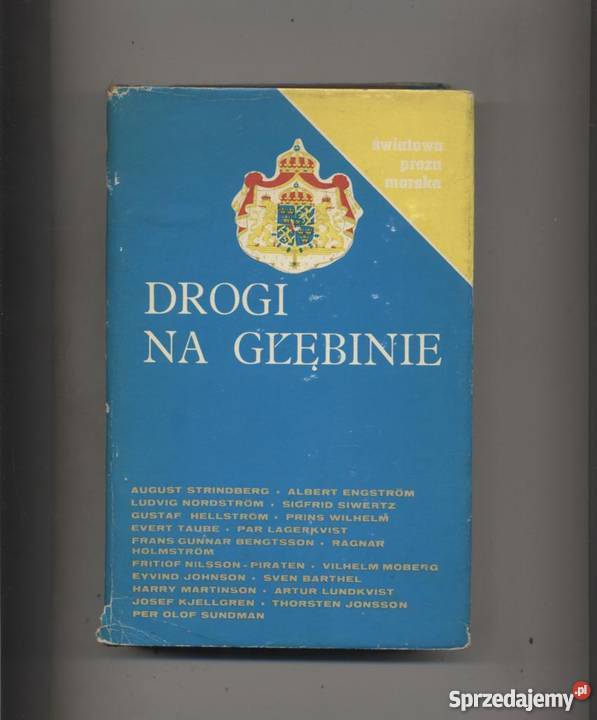 światowa
proza
morska
DROGI
NA GŁĘBINIE
AUGUST STRINDBERG • ALBERT ENGSTRÖM
LUDVIG NORDSTRÖM • SIGFRID SIWERTZ
GUSTAF HELLSTRÖM • PRINS WILHELM
EVERT TAUBE • PAR LAGERKVIST
FRANS GUNNAR BENGTSSON • RAGNAR
HOLMSTRÖM
FRITIOF NILSSON-PIRATEN • VILHELM MOBERG
EYVIND JOHNSON • SVEN BARTHEL
HARRY MARTINSON • ARTUR LUNDKVIST
JOSEF KJELLGREN • THORSTEN JONSSON
PER OLOF SUNDMAN
Sprzedajemy.pl